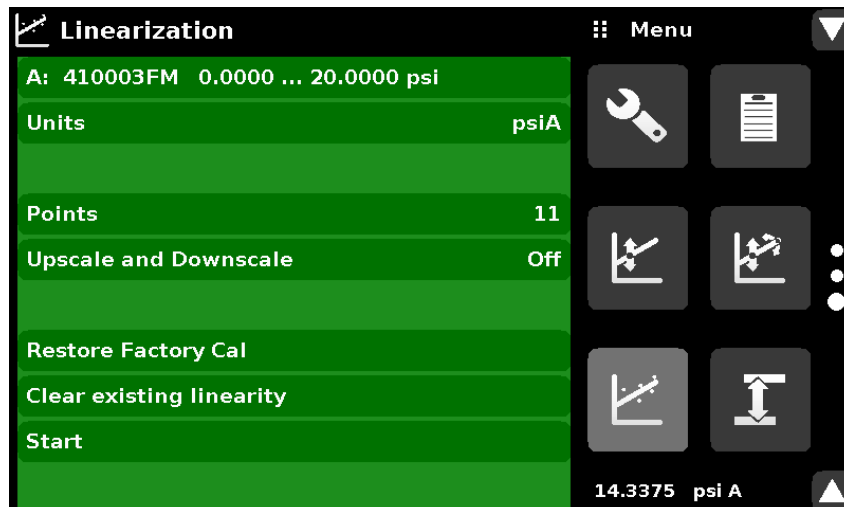 Linearization
Menu
A: 410003FM 0.0000 ... 20.0000 psi
Units psiA
Points 11
Upscale and Downscale Off
Restore Factory Cal
Clear existing linearity
Start
14.3375 psi A